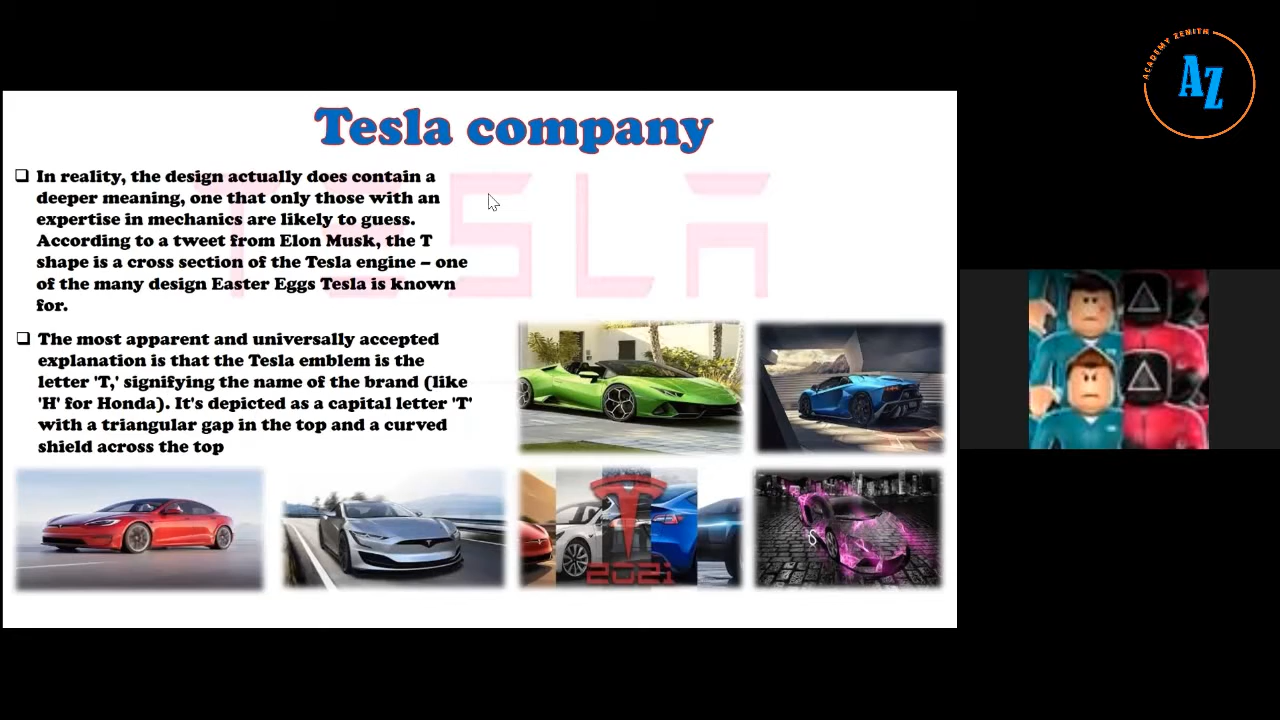 ACADEMY ZENITH
AZ
Tesla company
TESLA
In reality, the design actually does contain a
deeper meaning, one that only those with an
expertise in mechanics are likely to guess.
According to a tweet from Elon Musk, the T
shape is a cross section of the Tesla engine – one
of the many design Easter Eggs Tesla is known
for.
The most apparent and universally accepted
explanation is that the Tesla emblem is the
letter 'T,' signifying the name of the brand (like
'H' for Honda). It's depicted as a capital letter 'T'
with a triangular gap in the top and a curved
shield across the top
2021